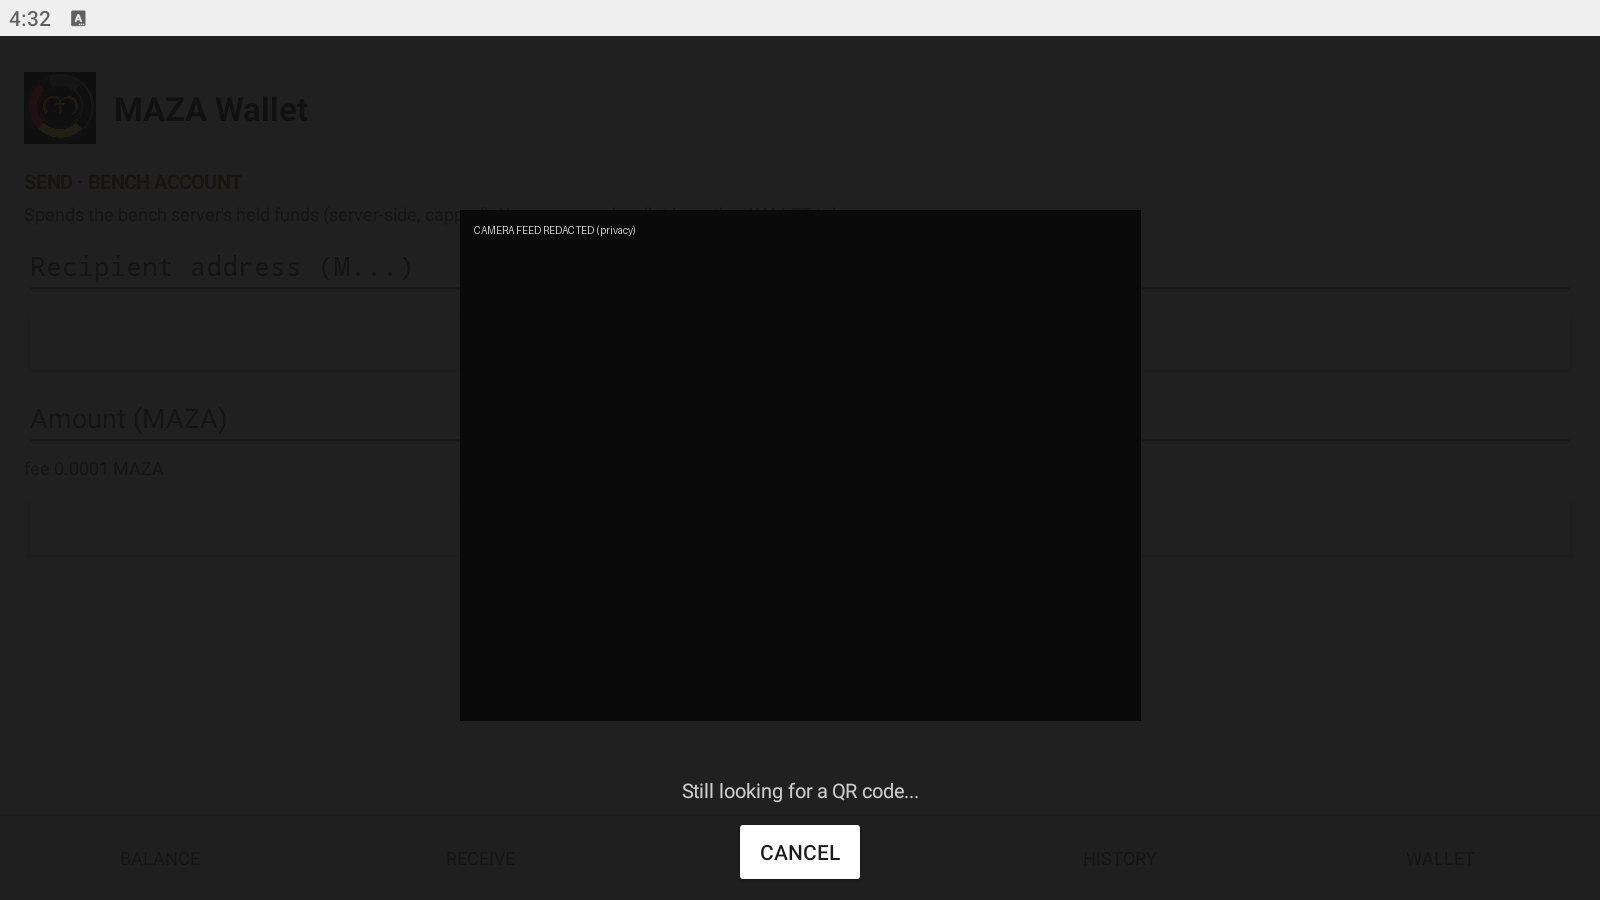 4:32
MAZA Wallet
SEND · BENCH ACCOUNT
Spends the bench server's held funds (server-side, capp
CAMERA FEED REDACTED (privacy)
Recipient address (M...)
Amount (MAZA)
fee 0.0001 MAZA
Still looking for a QR code...
BALANCE
RECEIVE
CANCEL
HISTORY
WALLET